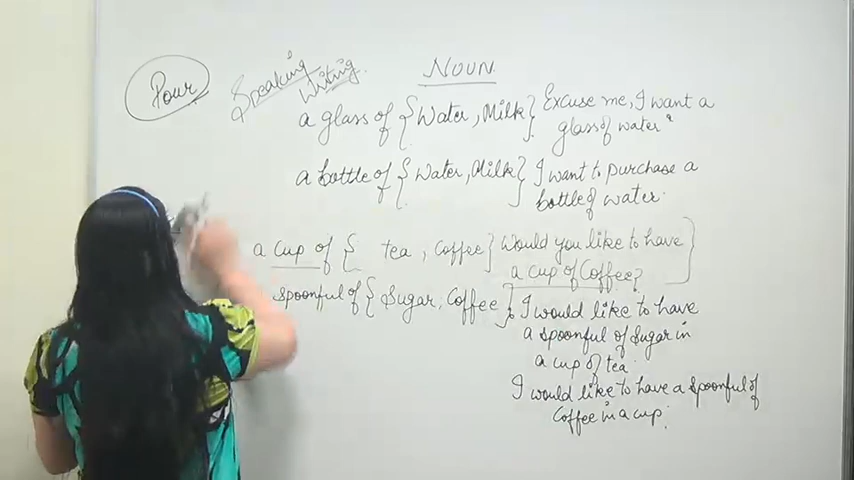 Pour
Speaking
Writing.
NOUN
a glass of { Water, Milk } Excuse me, I want a
glass of water"
a bottle of { Water, Milk } I want to purchase a
bottle of water.
a cup of { tea, Coffee } Would you like to have
a cup of Coffee?
spoonful of { Sugar, Coffee } I would like to have
a spoonful of sugar in
a cup of tea.
I would like to have a spoonful of
Coffee in a cup.